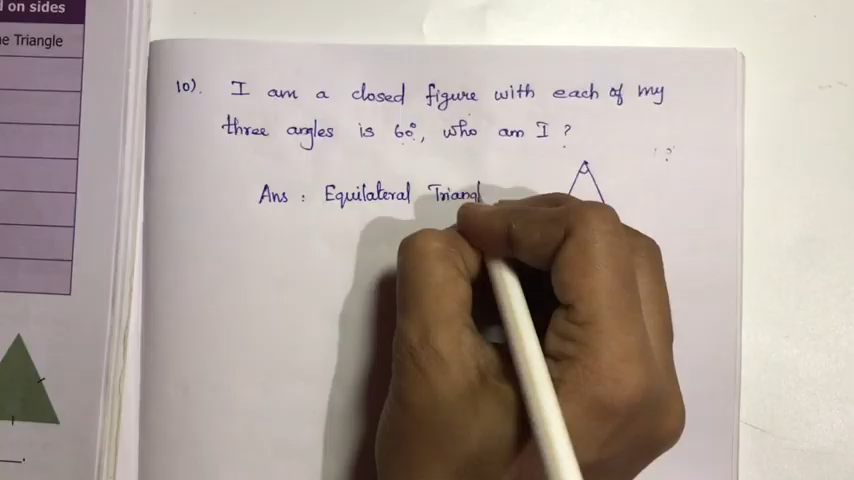 d on sides
e Triangle
10). I am a closed figure with each of my
three angles is 60°, who am I ?
Ans : Equilateral Triangl